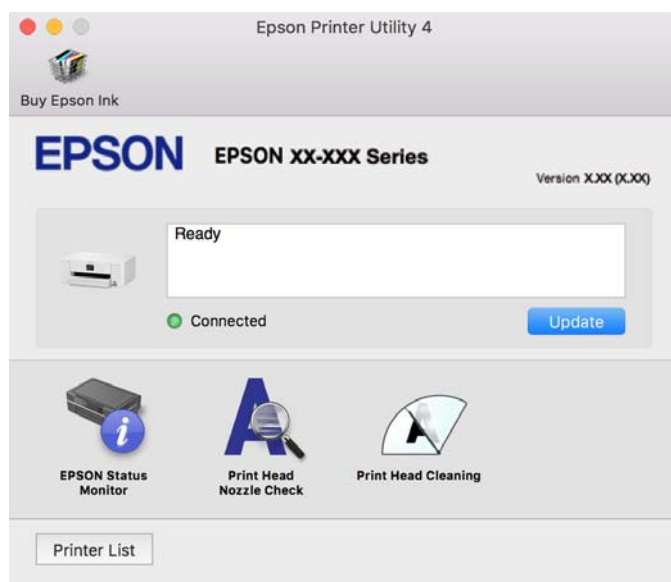 Epson Printer Utility 4
Buy Epson Ink
EPSON
EPSON XX-XXX Series
Version X.XX (X.XX)
Ready
Connected
Update
EPSON Status
Monitor
Print Head
Nozzle Check
Print Head Cleaning
Printer List